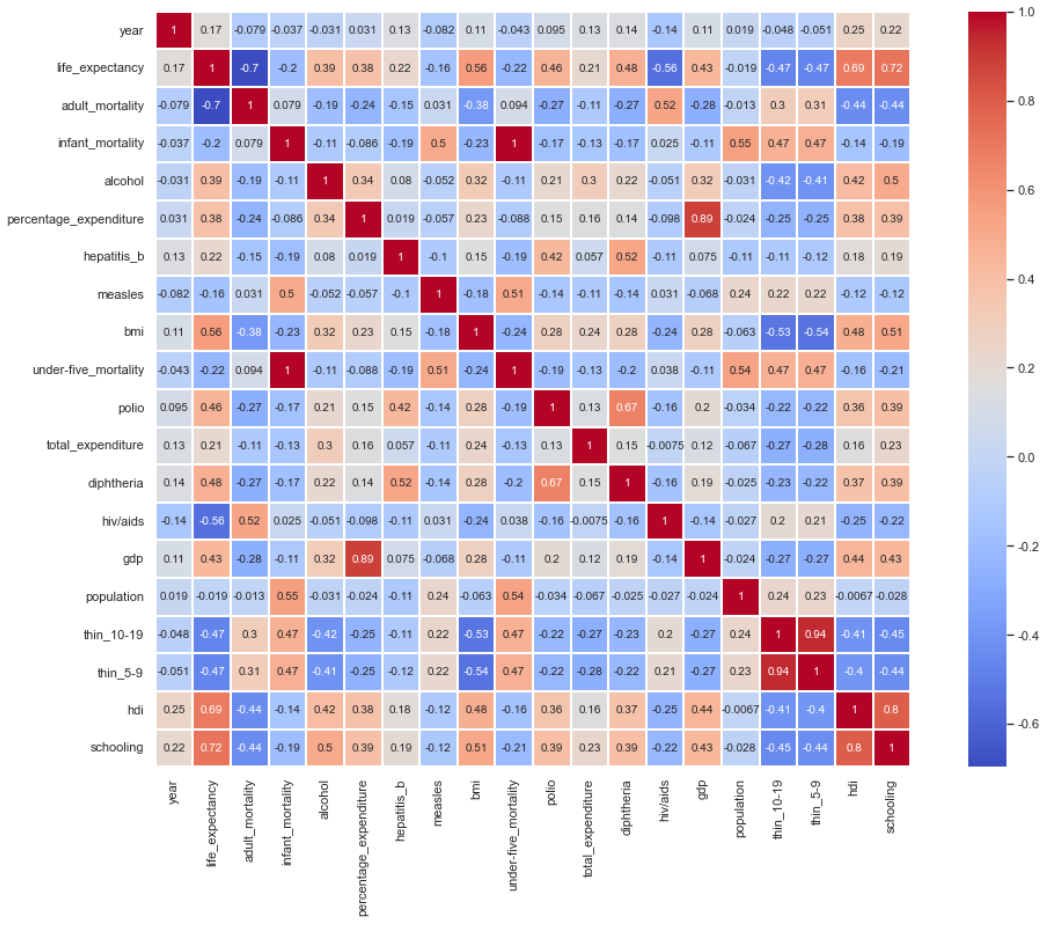 year 1 0.17 -0.079 -0.037 -0.031 0.031 0.13 -0.082 0.11 -0.043 0.095 0.13 0.14 -0.14 0.11 0.019 -0.048 -0.051 0.25 0.22
life_expectancy 0.17 1 -0.7 -0.2 0.39 0.38 0.22 -0.16 0.56 -0.22 0.46 0.21 0.48 -0.56 0.43 -0.019 -0.47 -0.47 0.69 0.72
adult_mortality -0.079 -0.7 1 0.079 -0.19 -0.24 -0.15 0.031 -0.38 0.094 -0.27 -0.11 -0.27 0.52 -0.28 -0.013 0.3 0.31 -0.44 -0.44
infant_mortality -0.037 -0.2 0.079 1 -0.11 -0.086 -0.19 0.5 -0.23 1 -0.17 -0.13 -0.17 0.025 -0.11 0.55 0.47 0.47 -0.14 -0.19
alcohol -0.031 0.39 -0.19 -0.11 1 0.34 0.08 -0.052 0.32 -0.11 0.21 0.3 0.22 -0.051 0.32 -0.031 -0.42 -0.41 0.42 0.5
percentage_expenditure 0.031 0.38 -0.24 -0.086 0.34 1 0.019 -0.057 0.23 -0.088 0.15 0.16 0.14 -0.098 0.89 -0.024 -0.25 -0.25 0.38 0.39
hepatitis_b 0.13 0.22 -0.15 -0.19 0.08 0.019 1 -0.1 0.15 -0.19 0.42 0.057 0.52 -0.11 0.075 -0.11 -0.11 -0.12 0.18 0.19
measles -0.082 -0.16 0.031 0.5 -0.052 -0.057 -0.1 1 -0.18 0.51 -0.14 -0.11 -0.14 0.031 -0.068 0.24 0.22 0.22 -0.12 -0.12
bmi 0.11 0.56 -0.38 -0.23 0.32 0.23 0.15 -0.18 1 -0.24 0.28 0.24 0.28 -0.24 0.28 -0.063 -0.53 -0.54 0.48 0.51
under-five_mortality -0.043 -0.22 0.094 1 -0.11 -0.088 -0.19 0.51 -0.24 1 -0.19 -0.13 -0.2 0.038 -0.11 0.54 0.47 0.47 -0.16 -0.21
polio 0.095 0.46 -0.27 -0.17 0.21 0.15 0.42 -0.14 0.28 -0.19 1 0.13 0.67 -0.16 0.2 -0.034 -0.22 -0.22 0.36 0.39
total_expenditure 0.13 0.21 -0.11 -0.13 0.3 0.16 0.057 -0.11 0.24 -0.13 0.13 1 0.15 -0.0075 0.12 -0.067 -0.27 -0.28 0.16 0.23
diphtheria 0.14 0.48 -0.27 -0.17 0.22 0.14 0.52 -0.14 0.28 -0.2 0.67 0.15 1 -0.16 0.19 -0.025 -0.23 -0.22 0.37 0.39
hiv/aids -0.14 -0.56 0.52 0.025 -0.051 -0.098 -0.11 0.031 -0.24 0.038 -0.16 -0.0075 -0.16 1 -0.14 -0.027 0.2 0.21 -0.25 -0.22
gdp 0.11 0.43 -0.28 -0.11 0.32 0.89 0.075 -0.068 0.28 -0.11 0.2 0.12 0.19 -0.14 1 -0.024 -0.27 -0.27 0.44 0.43
population 0.019 -0.019 -0.013 0.55 -0.031 -0.024 -0.11 0.24 -0.063 0.54 -0.034 -0.067 -0.025 -0.027 -0.024 1 0.24 0.23 -0.0067 -0.028
thin_10-19 -0.048 -0.47 0.3 0.47 -0.42 -0.25 -0.11 0.22 -0.53 0.47 -0.22 -0.27 -0.23 0.2 -0.27 0.24 1 0.94 -0.41 -0.45
thin_5-9 -0.051 -0.47 0.31 0.47 -0.41 -0.25 -0.12 0.22 -0.54 0.47 -0.22 -0.28 -0.22 0.21 -0.27 0.23 0.94 1 -0.4 -0.44
hdi 0.25 0.69 -0.44 -0.14 0.42 0.38 0.18 -0.12 0.48 -0.16 0.36 0.16 0.37 -0.25 0.44 -0.0067 -0.41 -0.4 1 0.8
schooling 0.22 0.72 -0.44 -0.19 0.5 0.39 0.19 -0.12 0.51 -0.21 0.39 0.23 0.39 -0.22 0.43 -0.028 -0.45 -0.44 0.8 1
year
life_expectancy
adult_mortality
infant_mortality
alcohol
percentage_expenditure
hepatitis_b
measles
bmi
under-five_mortality
polio
total_expenditure
diphtheria
hiv/aids
gdp
population
thin_10-19
thin_5-9
hdi
schooling
1.0
0.8
0.6
0.4
0.2
0.0
-0.2
-0.4
-0.6